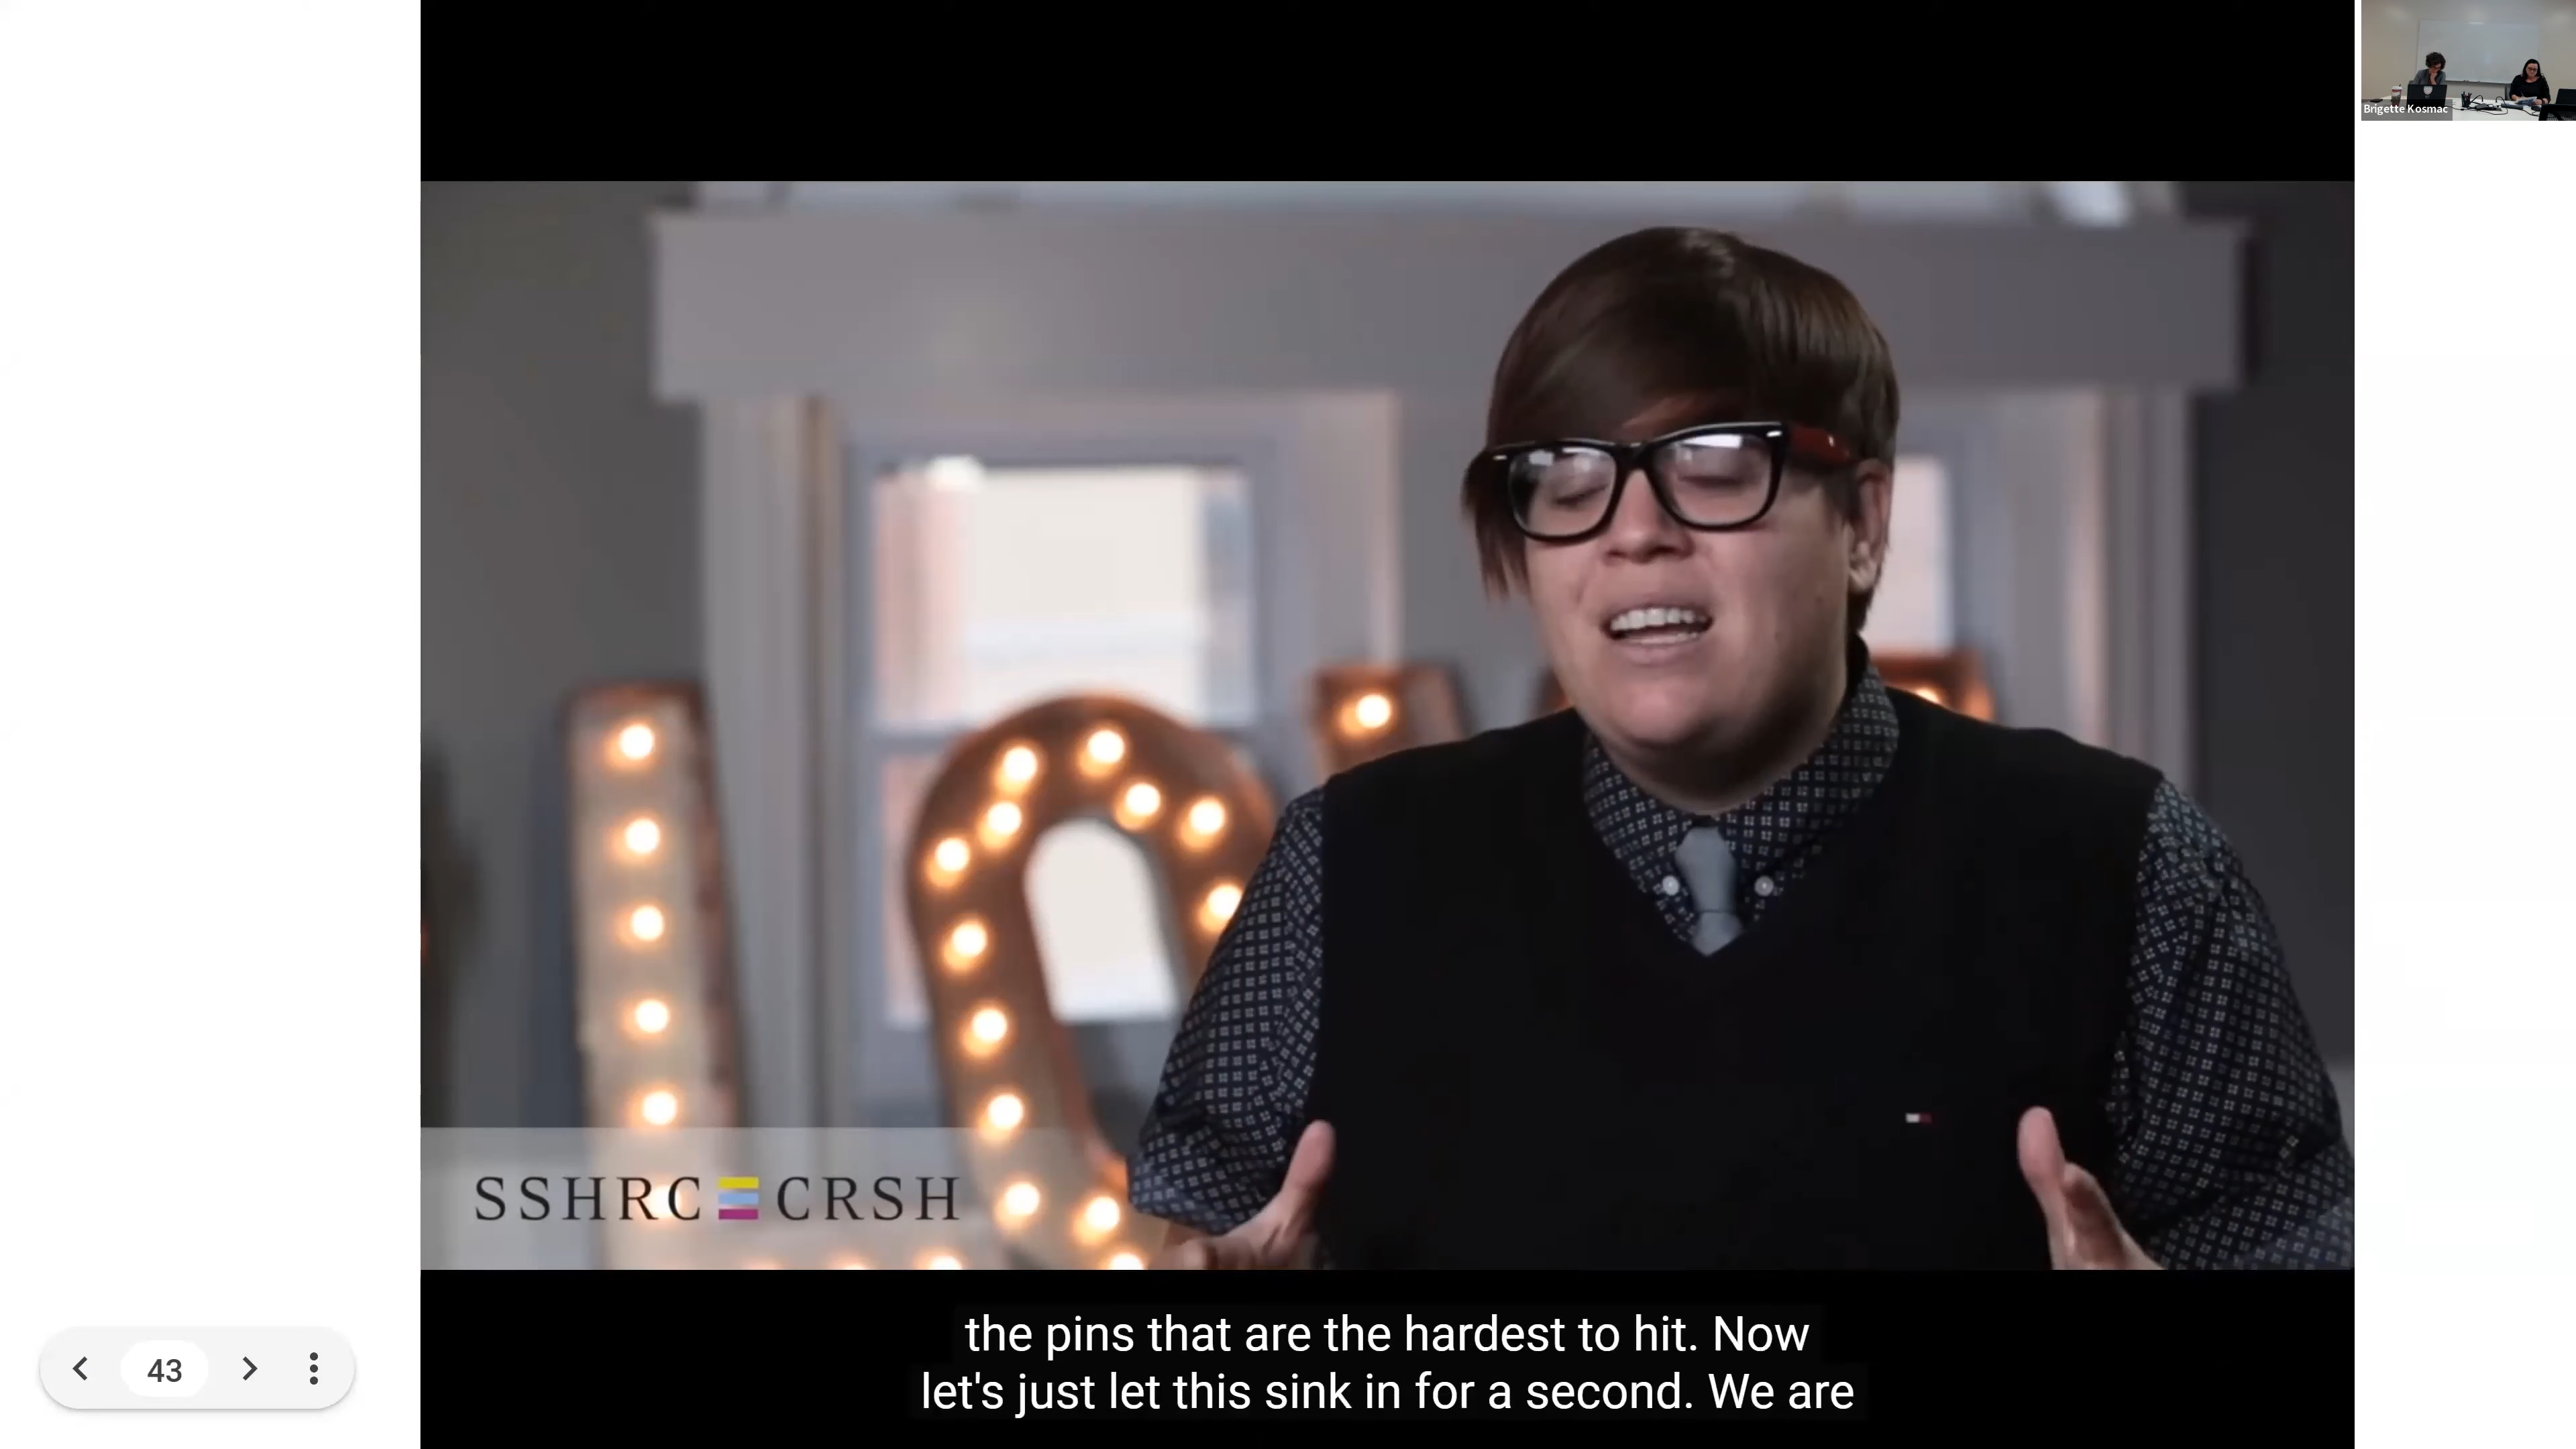 Brigette Kosmac
SSHRC CRSH
the pins that are the hardest to hit. Now
let's just let this sink in for a second. We are
43